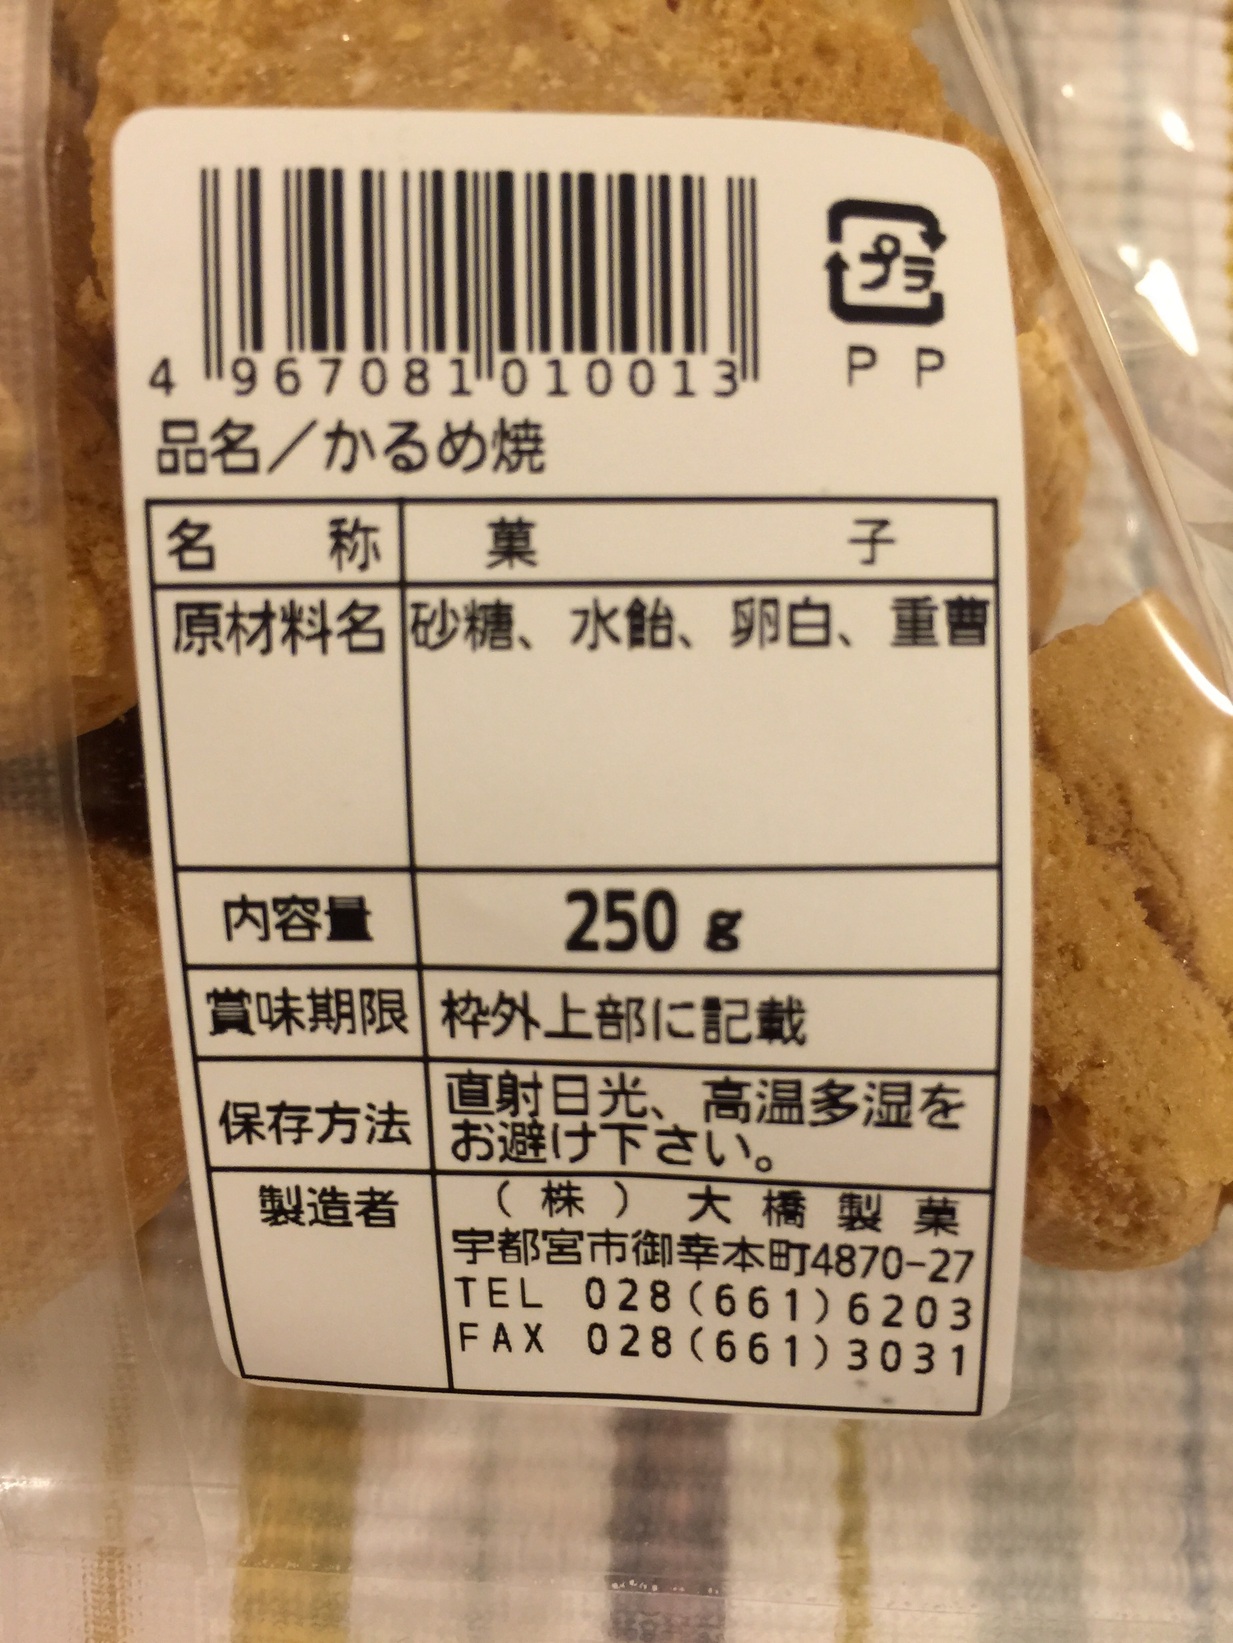 プラ
PP
4 967081 010013
品名／かるめ焼
名 称 菓 子
原材料名 砂糖、水飴、卵白、重曹
内容量 250 g
賞味期限 枠外上部に記載
保存方法 直射日光、高温多湿を
お避け下さい。
製造者 (株) 大橋製菓
宇都宮市御幸本町4870-27
TEL 028(661)6203
FAX 028(661)3031